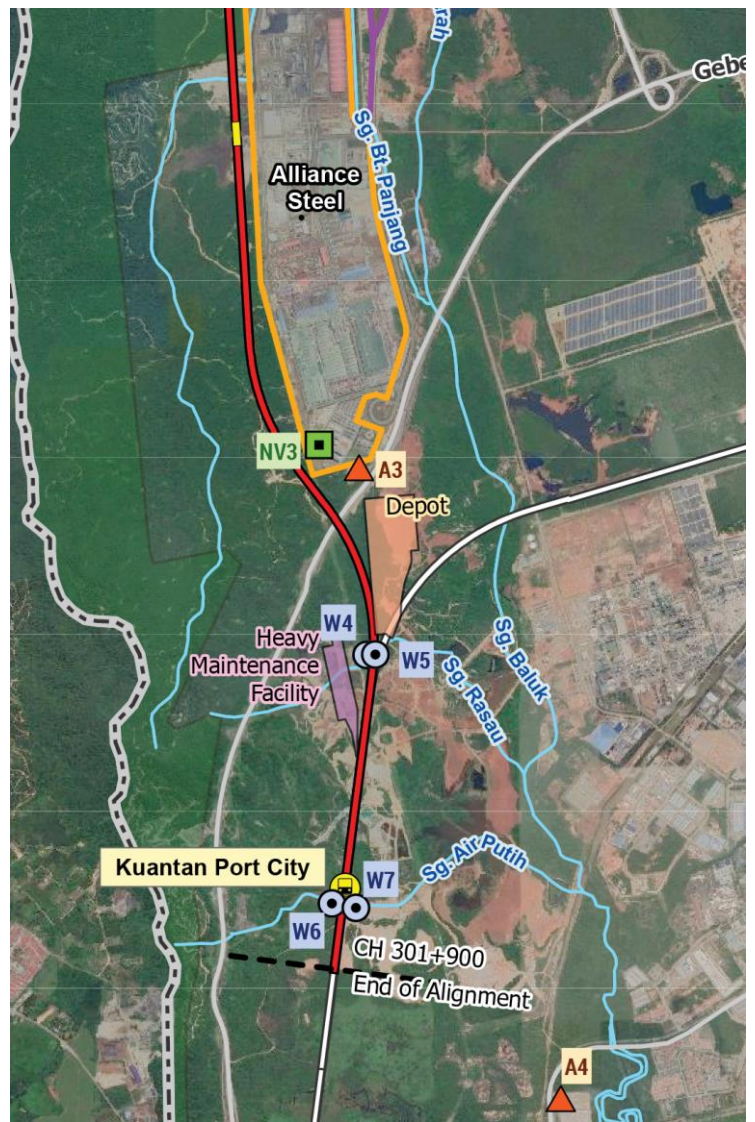 Gebe
Sg. Bt. Panjang
Alliance
Steel
NV3
A3
Depot
W4
Heavy
Maintenance
Facility
W5
Sg. Rasau
Sg. Baluk
Kuantan Port City
W7
Sg. Air Putih
W6
CH 301+900
End of Alignment
A4